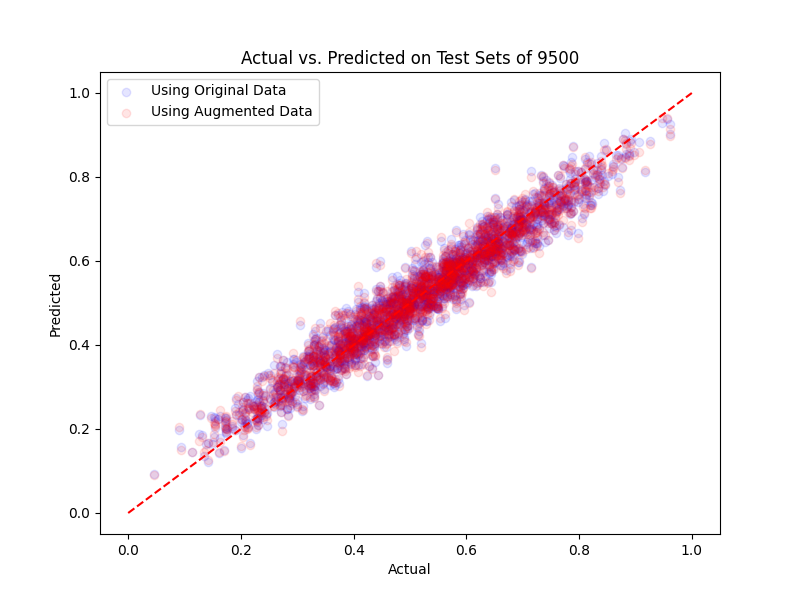 Actual vs. Predicted on Test Sets of 9500
Using Original Data
Using Augmented Data
Predicted
1.0
0.8
0.6
0.4
0.2
0.0
0.0 0.2 0.4 0.6 0.8 1.0
Actual